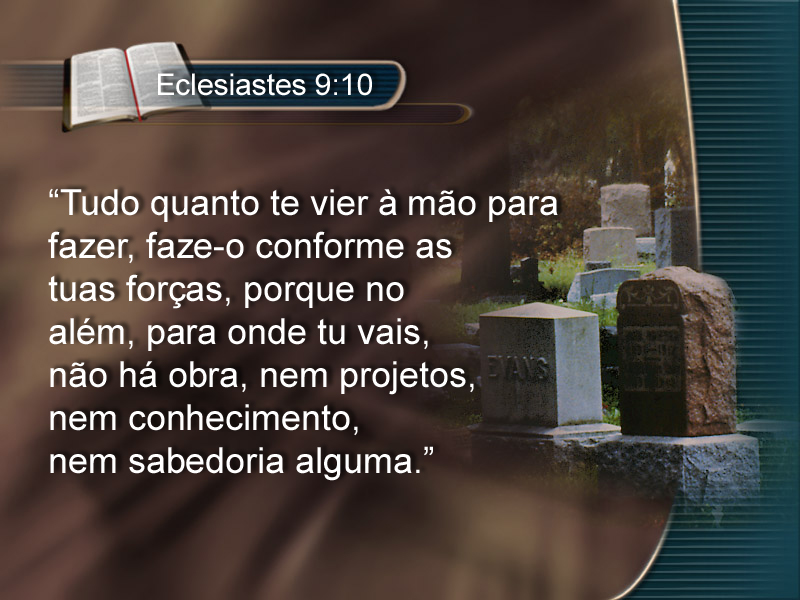 Eclesiastes 9:10
“Tudo quanto te vier à mão para
fazer, faze-o conforme as
tuas forças, porque no
além, para onde tu vais,
não há obra, nem projetos,
nem conhecimento,
nem sabedoria alguma.”
EVANS